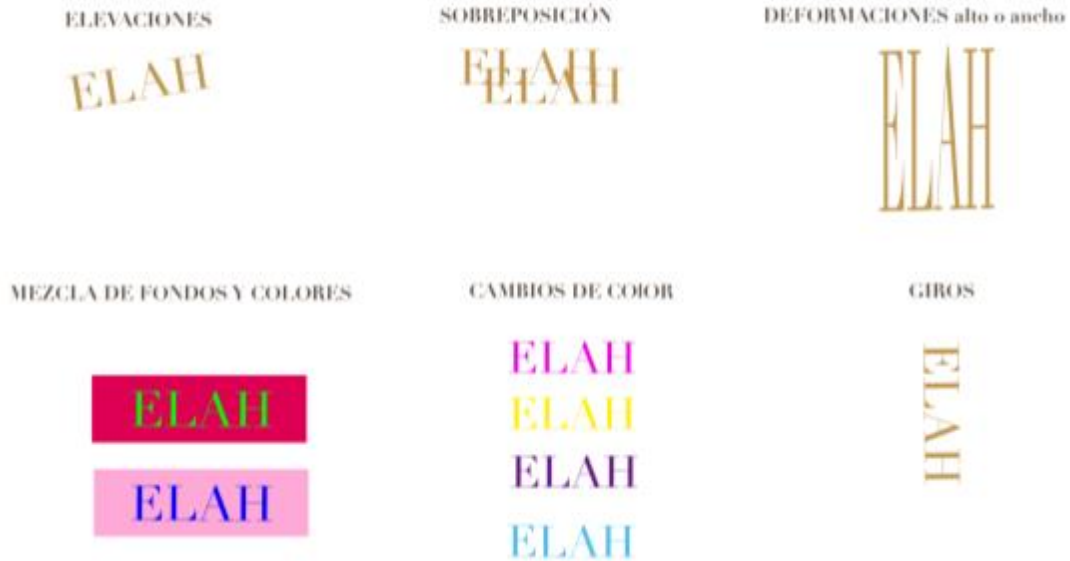 ELEVACIONES
ELAH
SOBREPOSICIÓN
ELAH
ELAH
DEFORMACIONES alto o ancho
ELAH
MEZCLA DE FONDOS Y COLORES
ELAH
ELAH
CAMBIOS DE COlOR
ELAH
ELAH
ELAH
ELAH
GIROS
ELAH